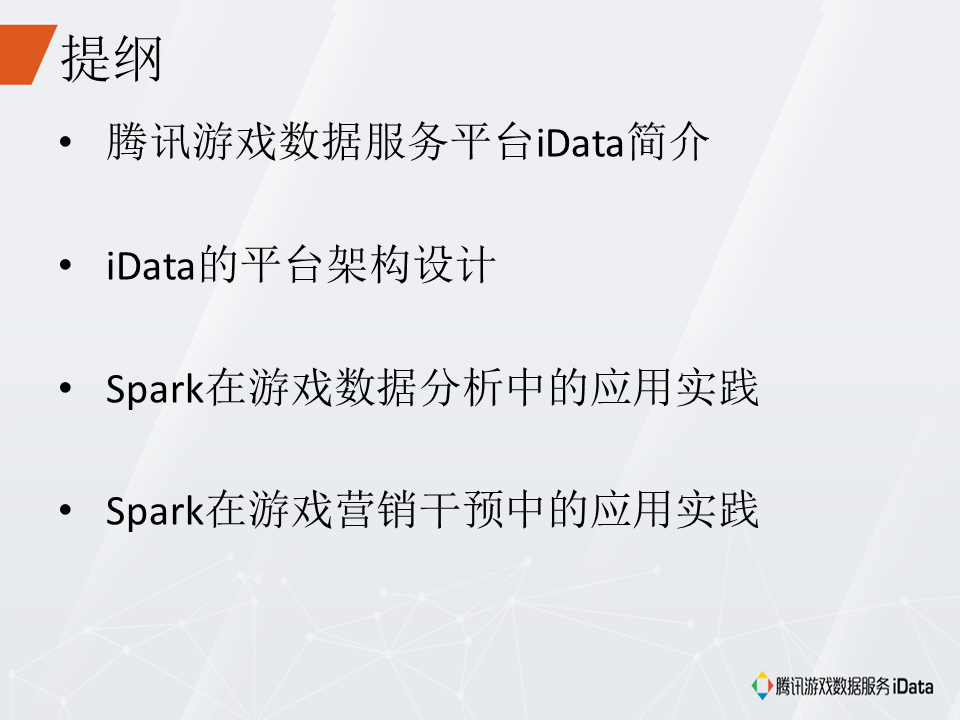 提纲
• 腾讯游戏数据服务平台iData简介
• iData的平台架构设计
• Spark在游戏数据分析中的应用实践
• Spark在游戏营销干预中的应用实践
腾讯游戏数据服务 iData